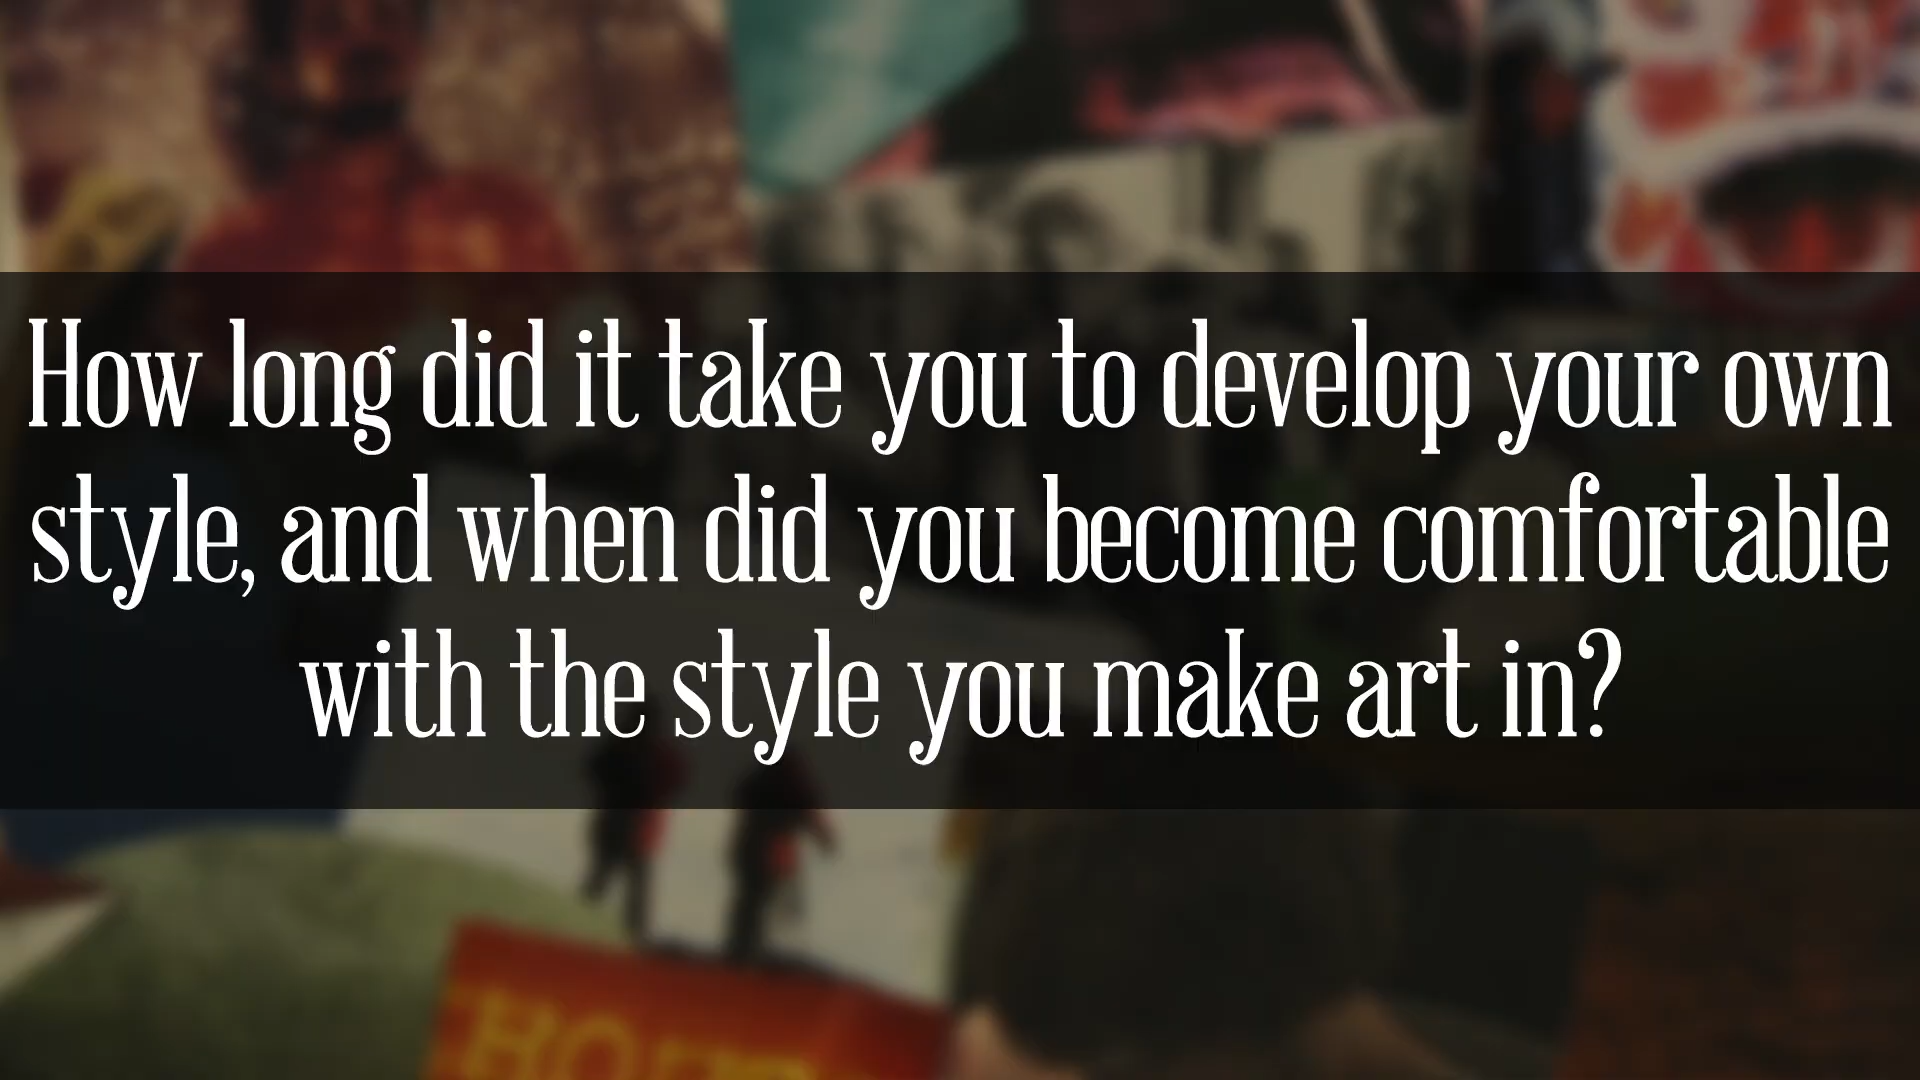 How long did it take you to develop your own
style, and when did you become comfortable
with the style you make art in?